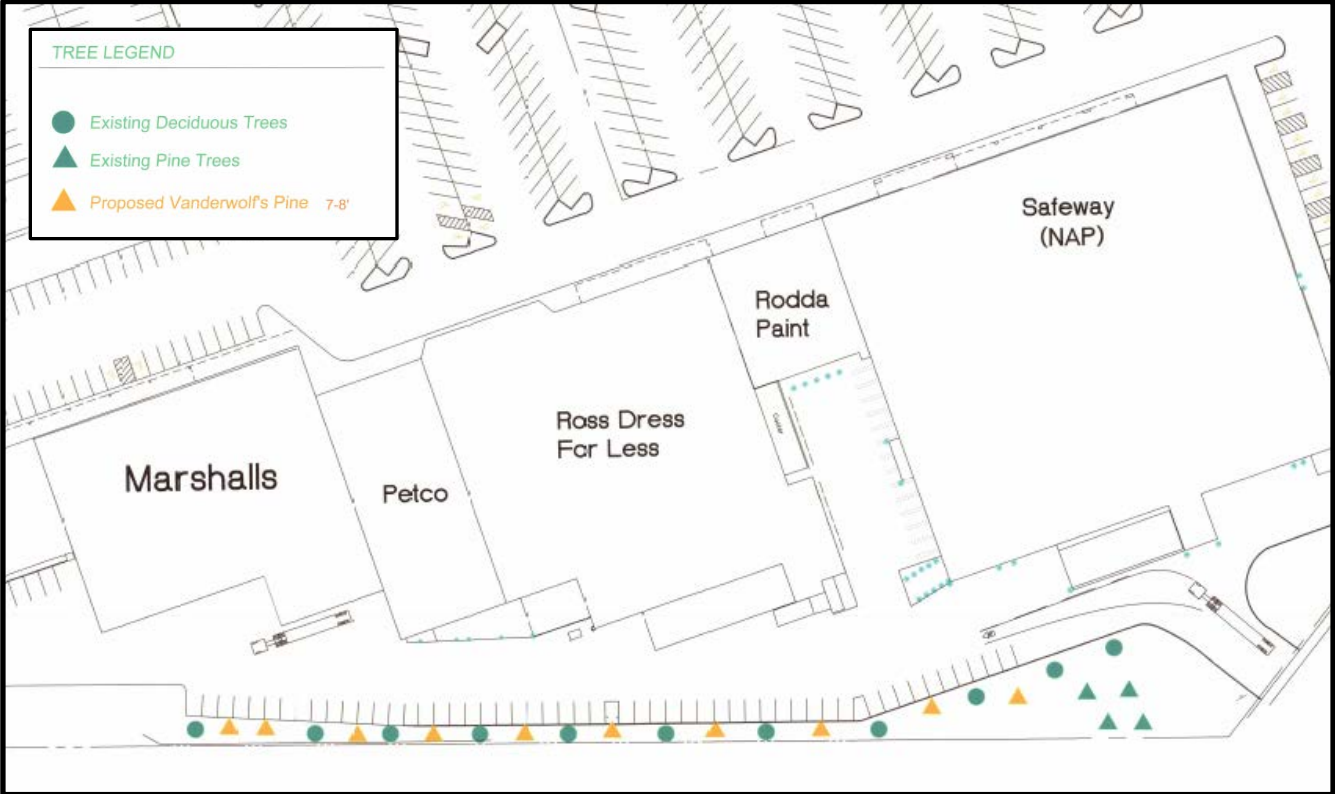 TREE LEGEND
Existing Deciduous Trees
Existing Pine Trees
Proposed Vanderwolf's Pine 7-8'
Safeway
(NAP)
Rodda
Paint
Ross Dress
For Less
Marshalls
Petco